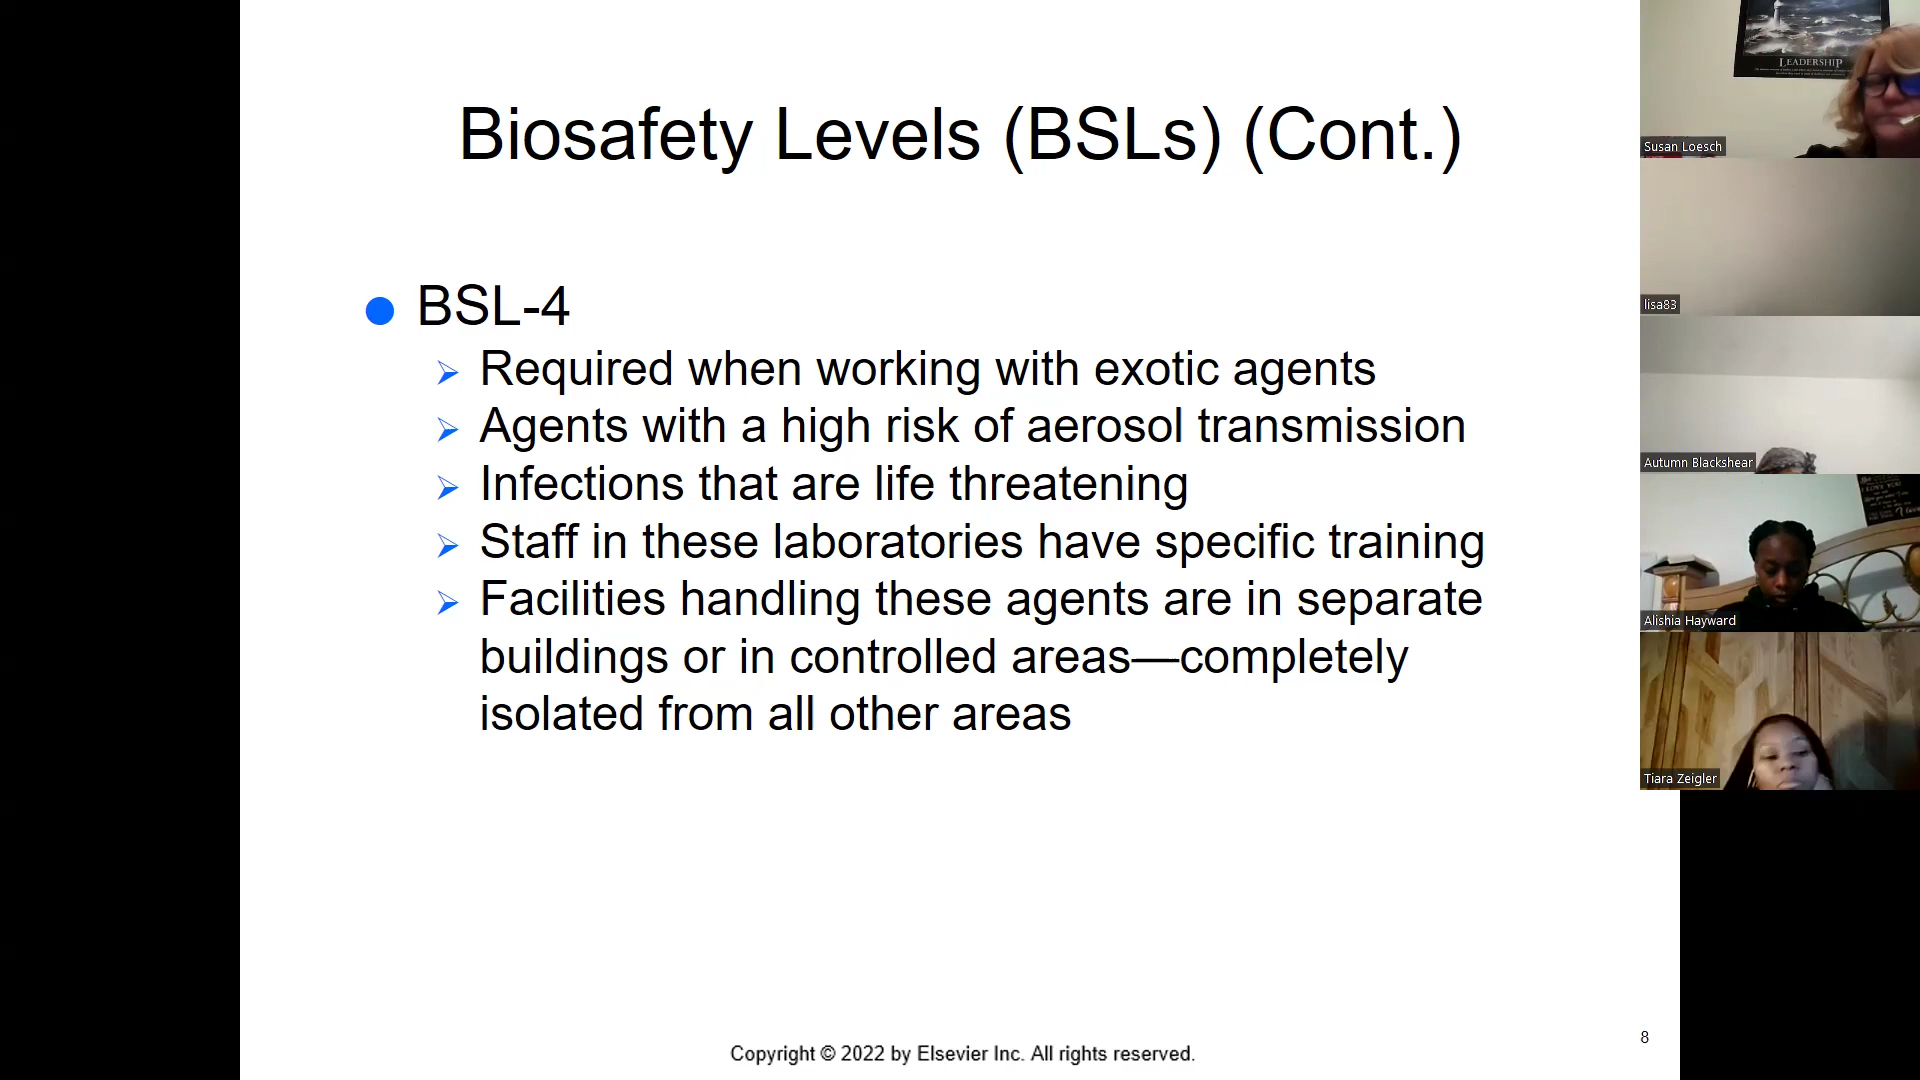 Biosafety Levels (BSLs) (Cont.)
BSL-4
Required when working with exotic agents
Agents with a high risk of aerosol transmission
Infections that are life threatening
Staff in these laboratories have specific training
Facilities handling these agents are in separate
buildings or in controlled areas—completely
isolated from all other areas
Copyright © 2022 by Elsevier Inc. All rights reserved.
8
LEADERSHIP
Susan Loesch
lisa83
Autumn Blackshear
I LOVE YOU
Alishia Hayward
Tiara Zeigler